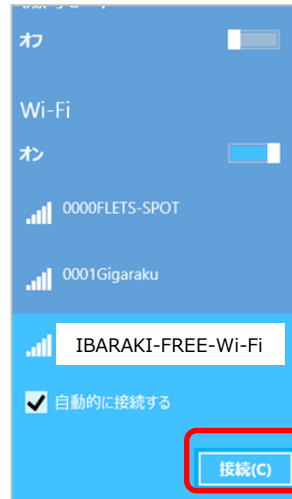 オフ
Wi-Fi
オン
0000FLETS-SPOT
0001Gigaraku
IBARAKI-FREE-Wi-Fi
自動的に接続する
接続(C)